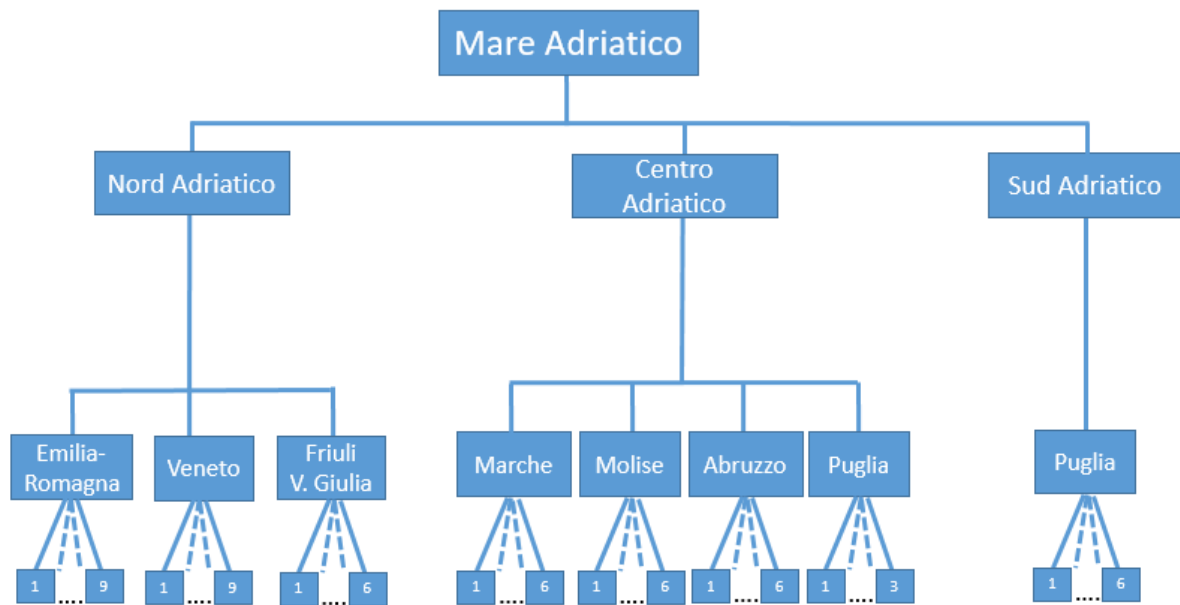 Mare Adriatico
Nord Adriatico
Centro
Adriatico
Sud Adriatico
Emilia-
Romagna
Veneto
Friuli
V. Giulia
Marche
Molise
Abruzzo
Puglia
Puglia
1 .... 9
1 .... 9
1 .... 6
1 .... 6
1 .... 6
1 .... 6
1 .... 3
1 .... 6